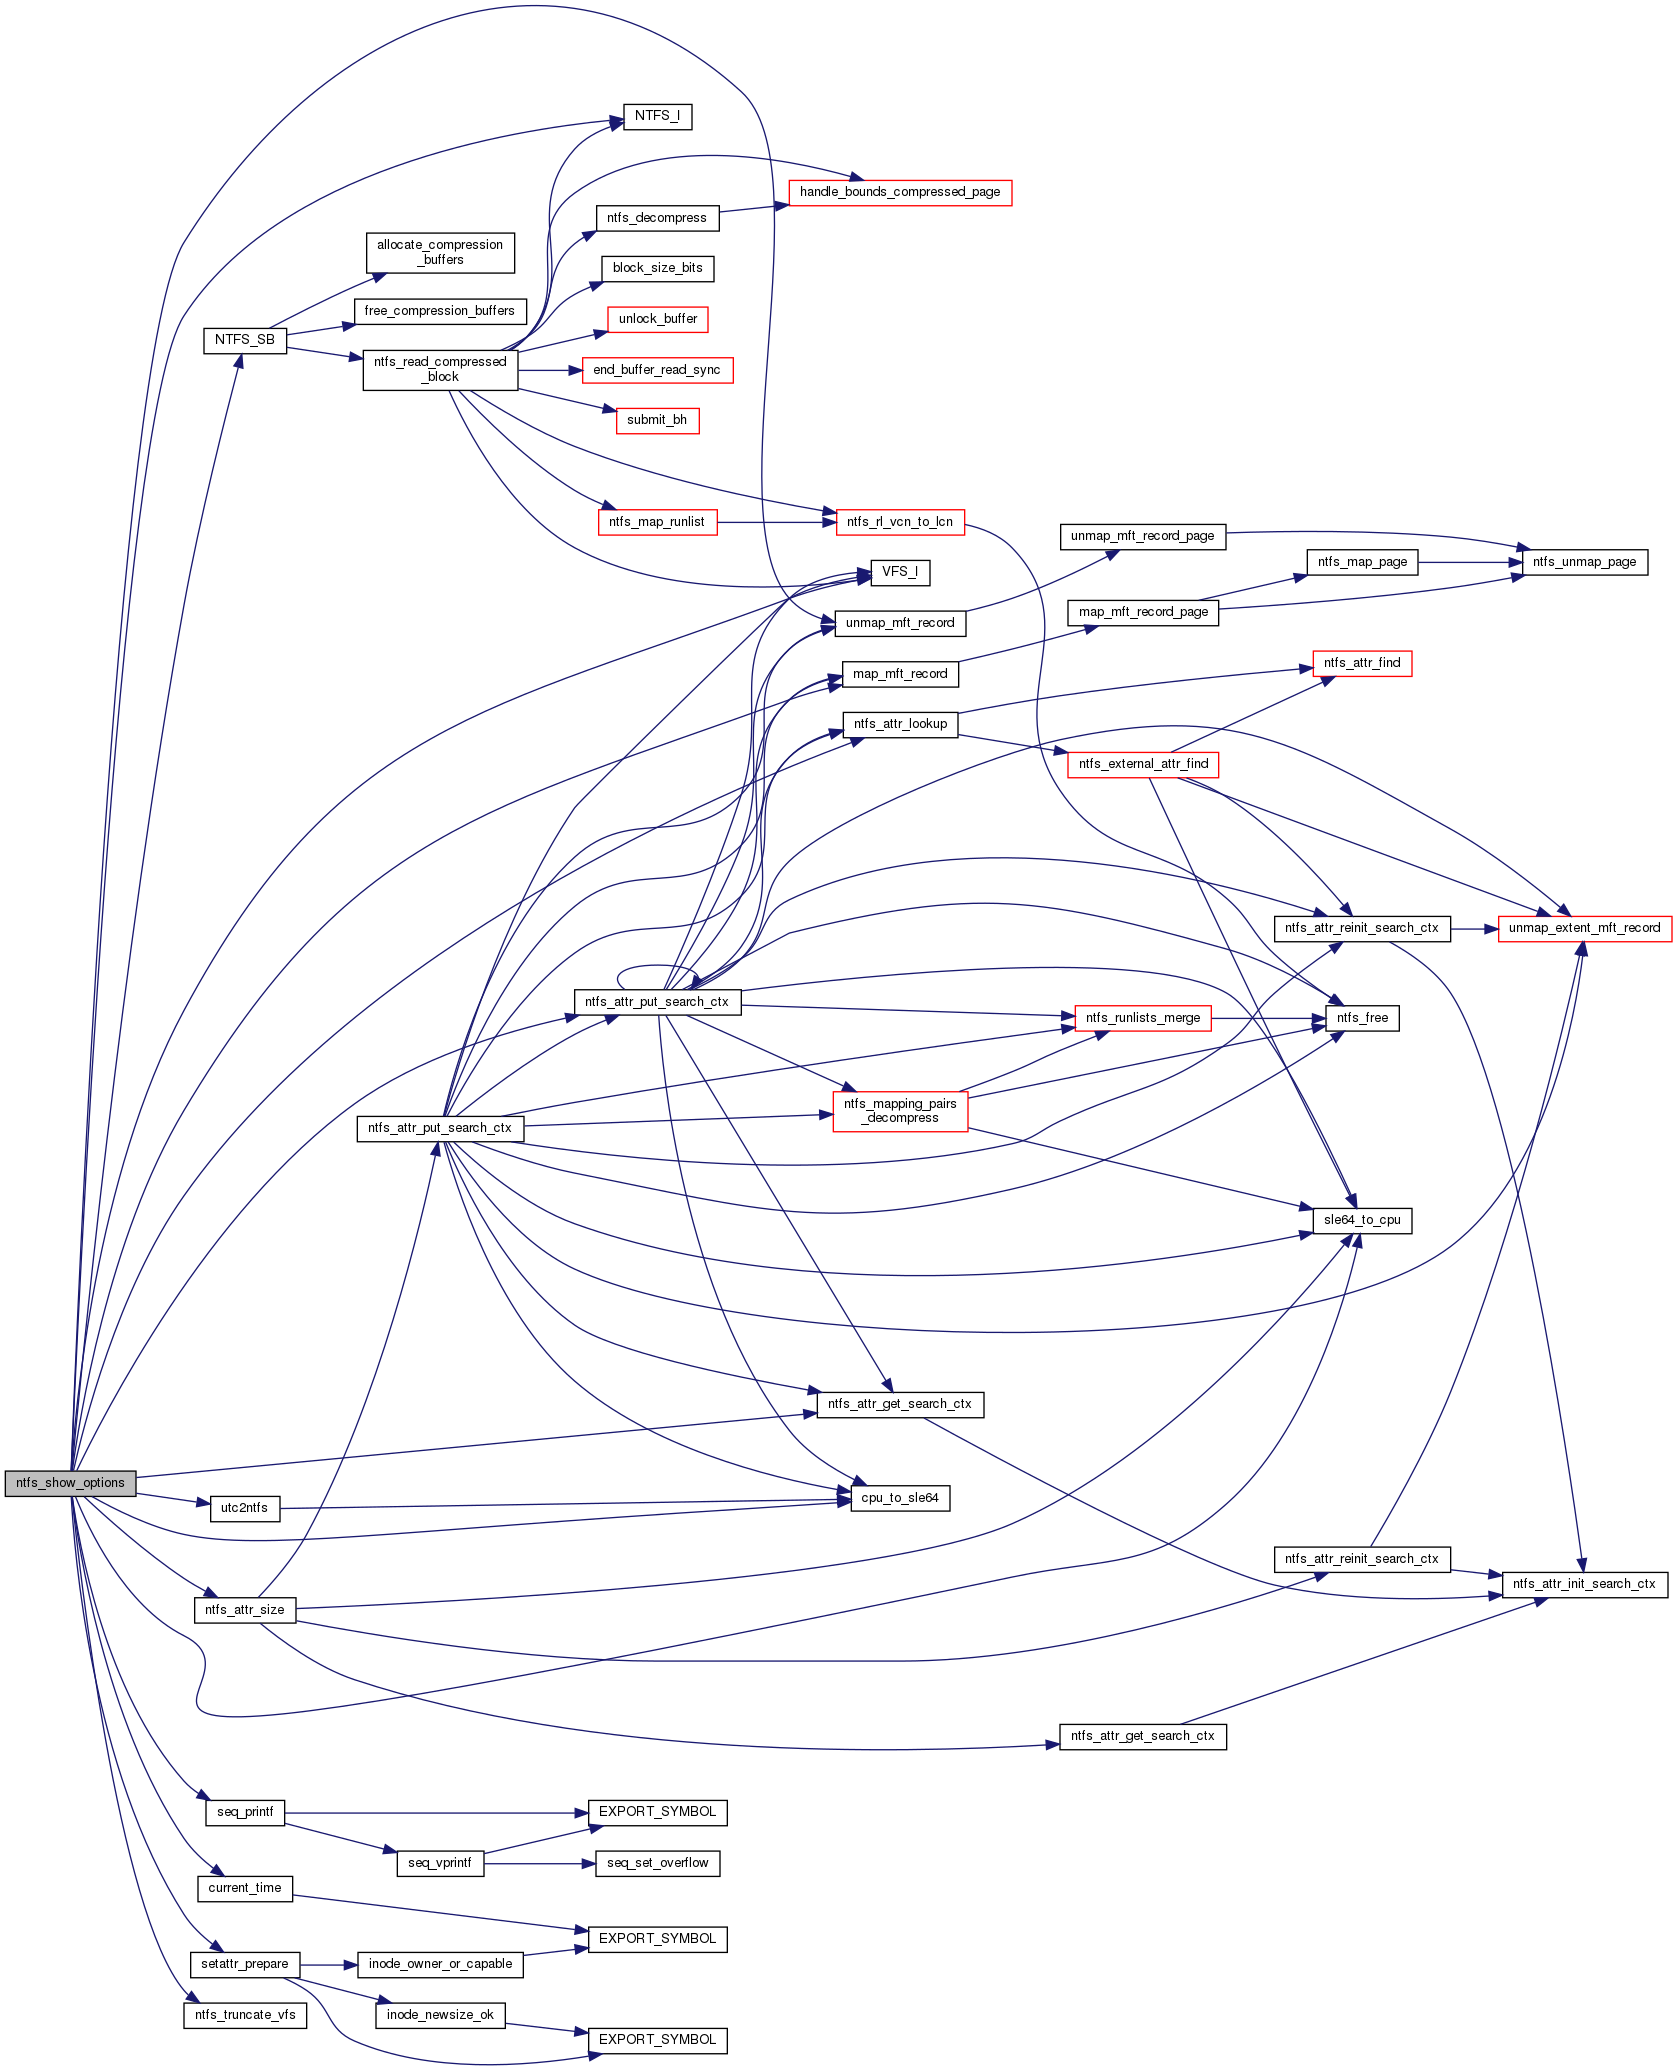 NTFS_I
handle_bounds_compressed_page
ntfs_decompress
allocate_compression
_buffers
block_size_bits
free_compression_buffers
unlock_buffer
NTFS_SB
ntfs_read_compressed
_block
end_buffer_read_sync
submit_bh
ntfs_map_runlist
ntfs_rl_vcn_to_lcn
unmap_mft_record_page
ntfs_map_page
ntfs_unmap_page
VFS_I
unmap_mft_record
map_mft_record_page
map_mft_record
ntfs_attr_find
ntfs_attr_lookup
ntfs_external_attr_find
ntfs_attr_reinit_search_ctx
unmap_extent_mft_record
ntfs_attr_put_search_ctx
ntfs_runlists_merge
ntfs_free
ntfs_mapping_pairs
_decompress
ntfs_attr_put_search_ctx
sle64_to_cpu
ntfs_attr_get_search_ctx
ntfs_show_options
utc2ntfs
cpu_to_sle64
ntfs_attr_reinit_search_ctx
ntfs_attr_init_search_ctx
ntfs_attr_size
ntfs_attr_get_search_ctx
seq_printf
EXPORT_SYMBOL
seq_vprintf
seq_set_overflow
current_time
EXPORT_SYMBOL
setattr_prepare
inode_owner_or_capable
ntfs_truncate_vfs
inode_newsize_ok
EXPORT_SYMBOL